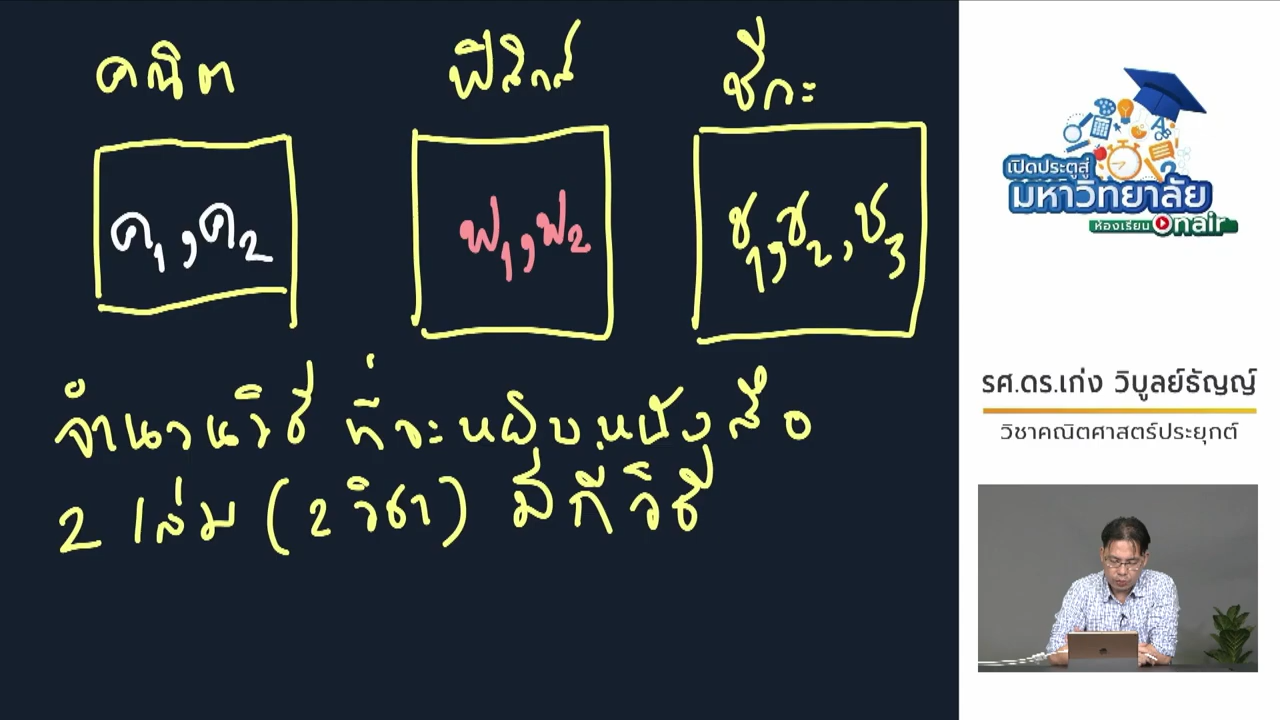 คณิต ฟิสิกส์ ชีวะ
ค1, ค2 ฟ1, ฟ2 ช1, ช2, ช3
จำนวนวิธี ที่จะหยิบหนังสือ
2 เล่ม (2 วิชา) มีกี่วิธี
เปิดประตูสู่
มหาวิทยาลัย
ห้องเรียน Onair
รศ.ดร.เก่ง วิบูลย์ธัญญ์
วิชาคณิตศาสตร์ประยุกต์